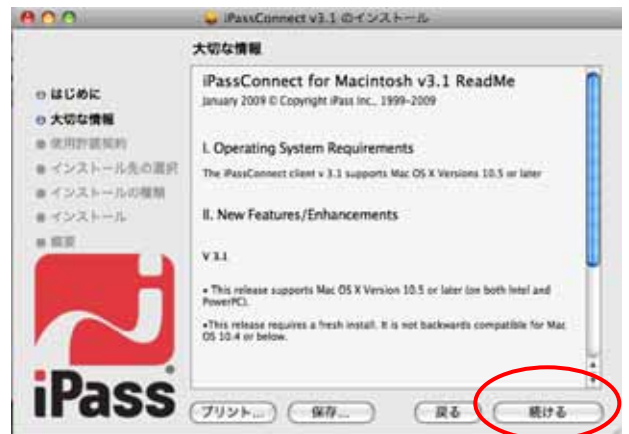 iPassConnect v3.1 のインストール
大切な情報
はじめに
大切な情報
使用許諾契約
インストール先の選択
インストールの種類
インストール
概要
iPassConnect for Macintosh v3.1 ReadMe
January 2009 © Copyright iPass Inc., 1999-2009
I. Operating System Requirements
The iPassConnect client v 3.1 supports Mac OS X Versions 10.5 or later
II. New Features/Enhancements
V 3.1
• This release supports Mac OS X Version 10.5 or later (on both Intel and
PowerPC).
•This release requires a fresh install. It is not backwards compatible for Mac
OS 10.4 or below.
iPass
プリント...
保存...
戻る
続ける